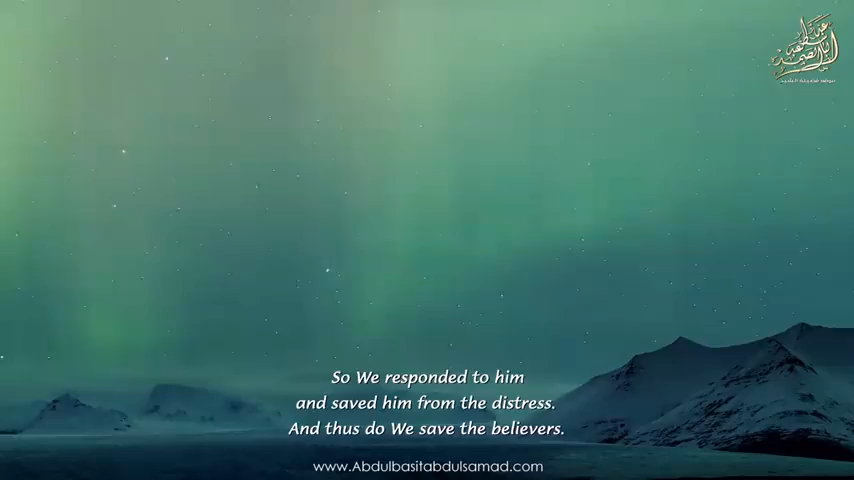 So We responded to him
and saved him from the distress.
And thus do We save the believers.
www.Abdulbasitabdulsamad.com